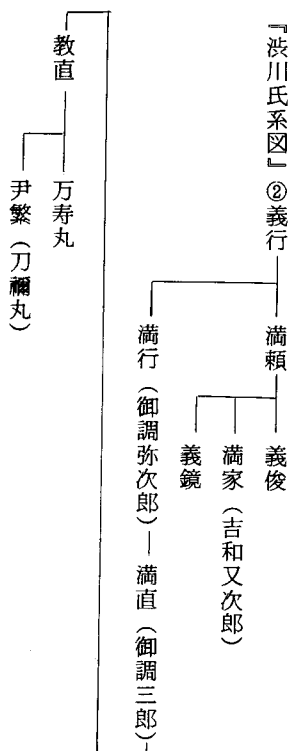 『渋川氏系図』②義行
満頼
義俊
満家（吉和又次郎）
義鏡
満行（御調弥次郎）―満直（御調三郎）
教直
万寿丸
尹繁（刀禰丸）